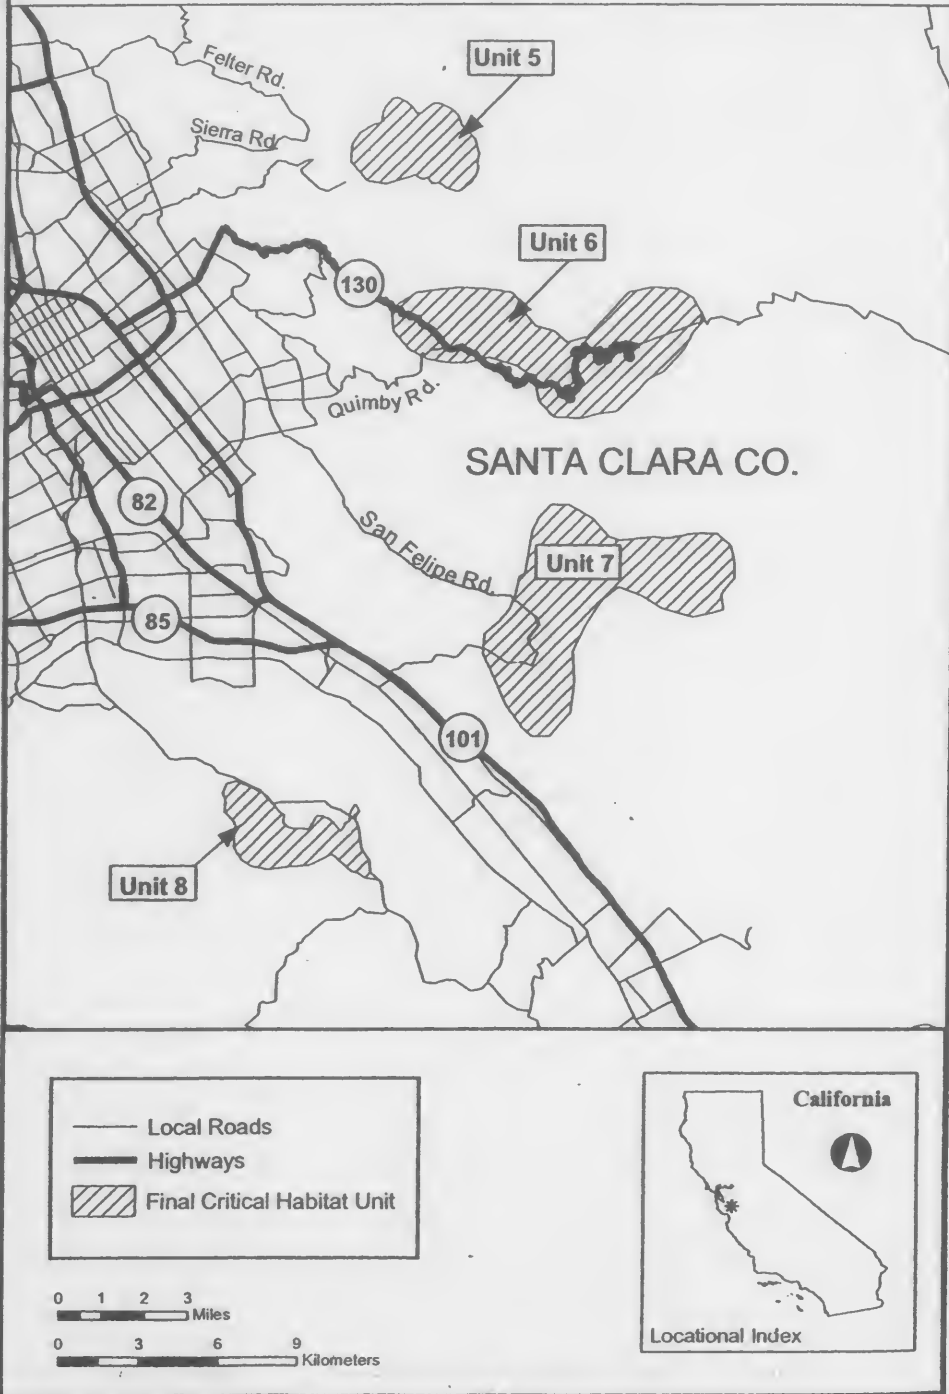 Unit 5
Felter Rd.
Sierra Rd
Unit 6
130
Quimby Rd.
SANTA CLARA CO.
82
San Felipe Rd.
Unit 7
85
101
Unit 8
Local Roads
Highways
Final Critical Habitat Unit
0 1 2 3
Miles
0 3 6 9
Kilometers
California
Locational Index